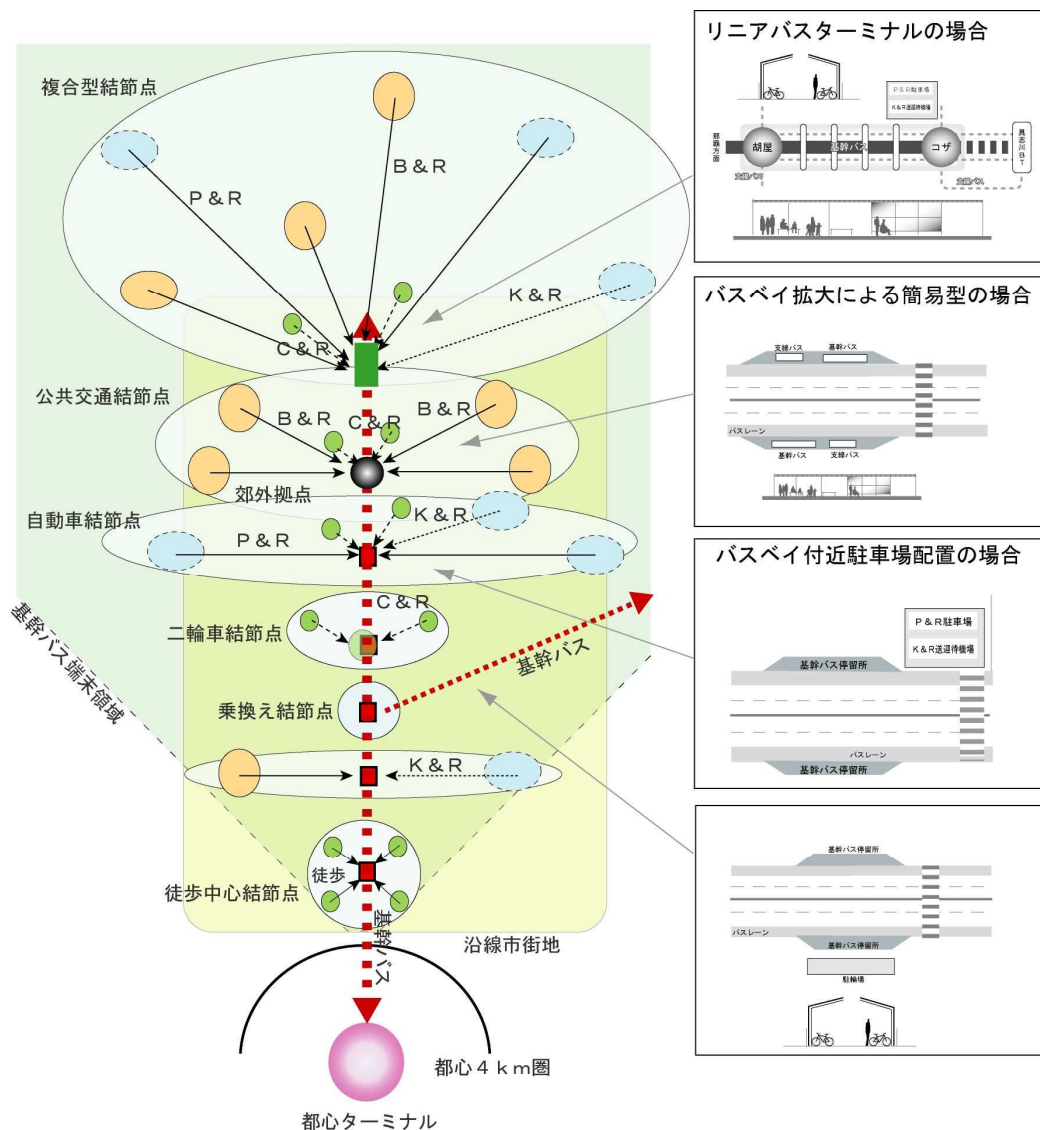 複合型結節点
P&R
B&R
K&R
C&R
公共交通結節点
B&R
C&R
B&R
郊外拠点
自動車結節点
P&R
K&R
二輪車結節点
C&R
基幹バス端末領域
乗換え結節点
基幹バス
K&R
徒歩
徒歩中心結節点
基幹バス
沿線市街地
都心4km圏
都心ターミナル
リニアバスターミナルの場合
P&R駐車場
K&R送迎待機場
那覇方面
胡屋
基幹バス
コザ
具志川BT
支線バス
支線バス
バスベイ拡大による簡易型の場合
支線バス
基幹バス
バスレーン
基幹バス
支線バス
バスベイ付近駐車場配置の場合
P&R駐車場
K&R送迎待機場
基幹バス停留所
バスレーン
基幹バス停留所
基幹バス停留所
バスレーン
基幹バス停留所
駐輪場